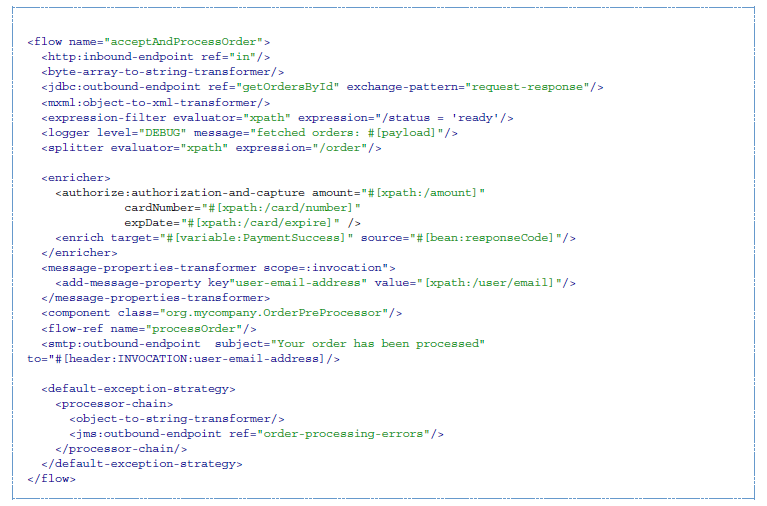 <flow name="acceptAndProcessOrder">
<http:inbound-endpoint ref="in"/>
<byte-array-to-string-transformer/>
<jdbc:outbound-endpoint ref="getOrdersById" exchange-pattern="request-response"/>
<mxml:object-to-xml-transformer/>
<expression-filter evaluator="xpath" expression="/status = 'ready'/>
<logger level="DEBUG" message="fetched orders: #[payload]"/>
<splitter evaluator="xpath" expression="/order"/>
<enricher>
<authorize:authorization-and-capture amount="#[xpath:/amount]"
cardNumber="#[xpath:/card/number]"
expDate="#[xpath:/card/expire]" />
<enrich target="#[variable:PaymentSuccess]" source="#[bean:responseCode]"/>
</enricher>
<message-properties-transformer scope=:invocation">
<add-message-property key"user-email-address" value="[xpath:/user/email]"/>
</message-properties-transformer>
<component class="org.mycompany.OrderPreProcessor"/>
<flow-ref name="processOrder"/>
<smtp:outbound-endpoint  subject="Your order has been processed"
to="#[header:INVOCATION:user-email-address]/>
<default-exception-strategy>
<processor-chain>
<object-to-string-transformer/>
<jms:outbound-endpoint ref="order-processing-errors"/>
</processor-chain/>
</default-exception-strategy>
</flow>